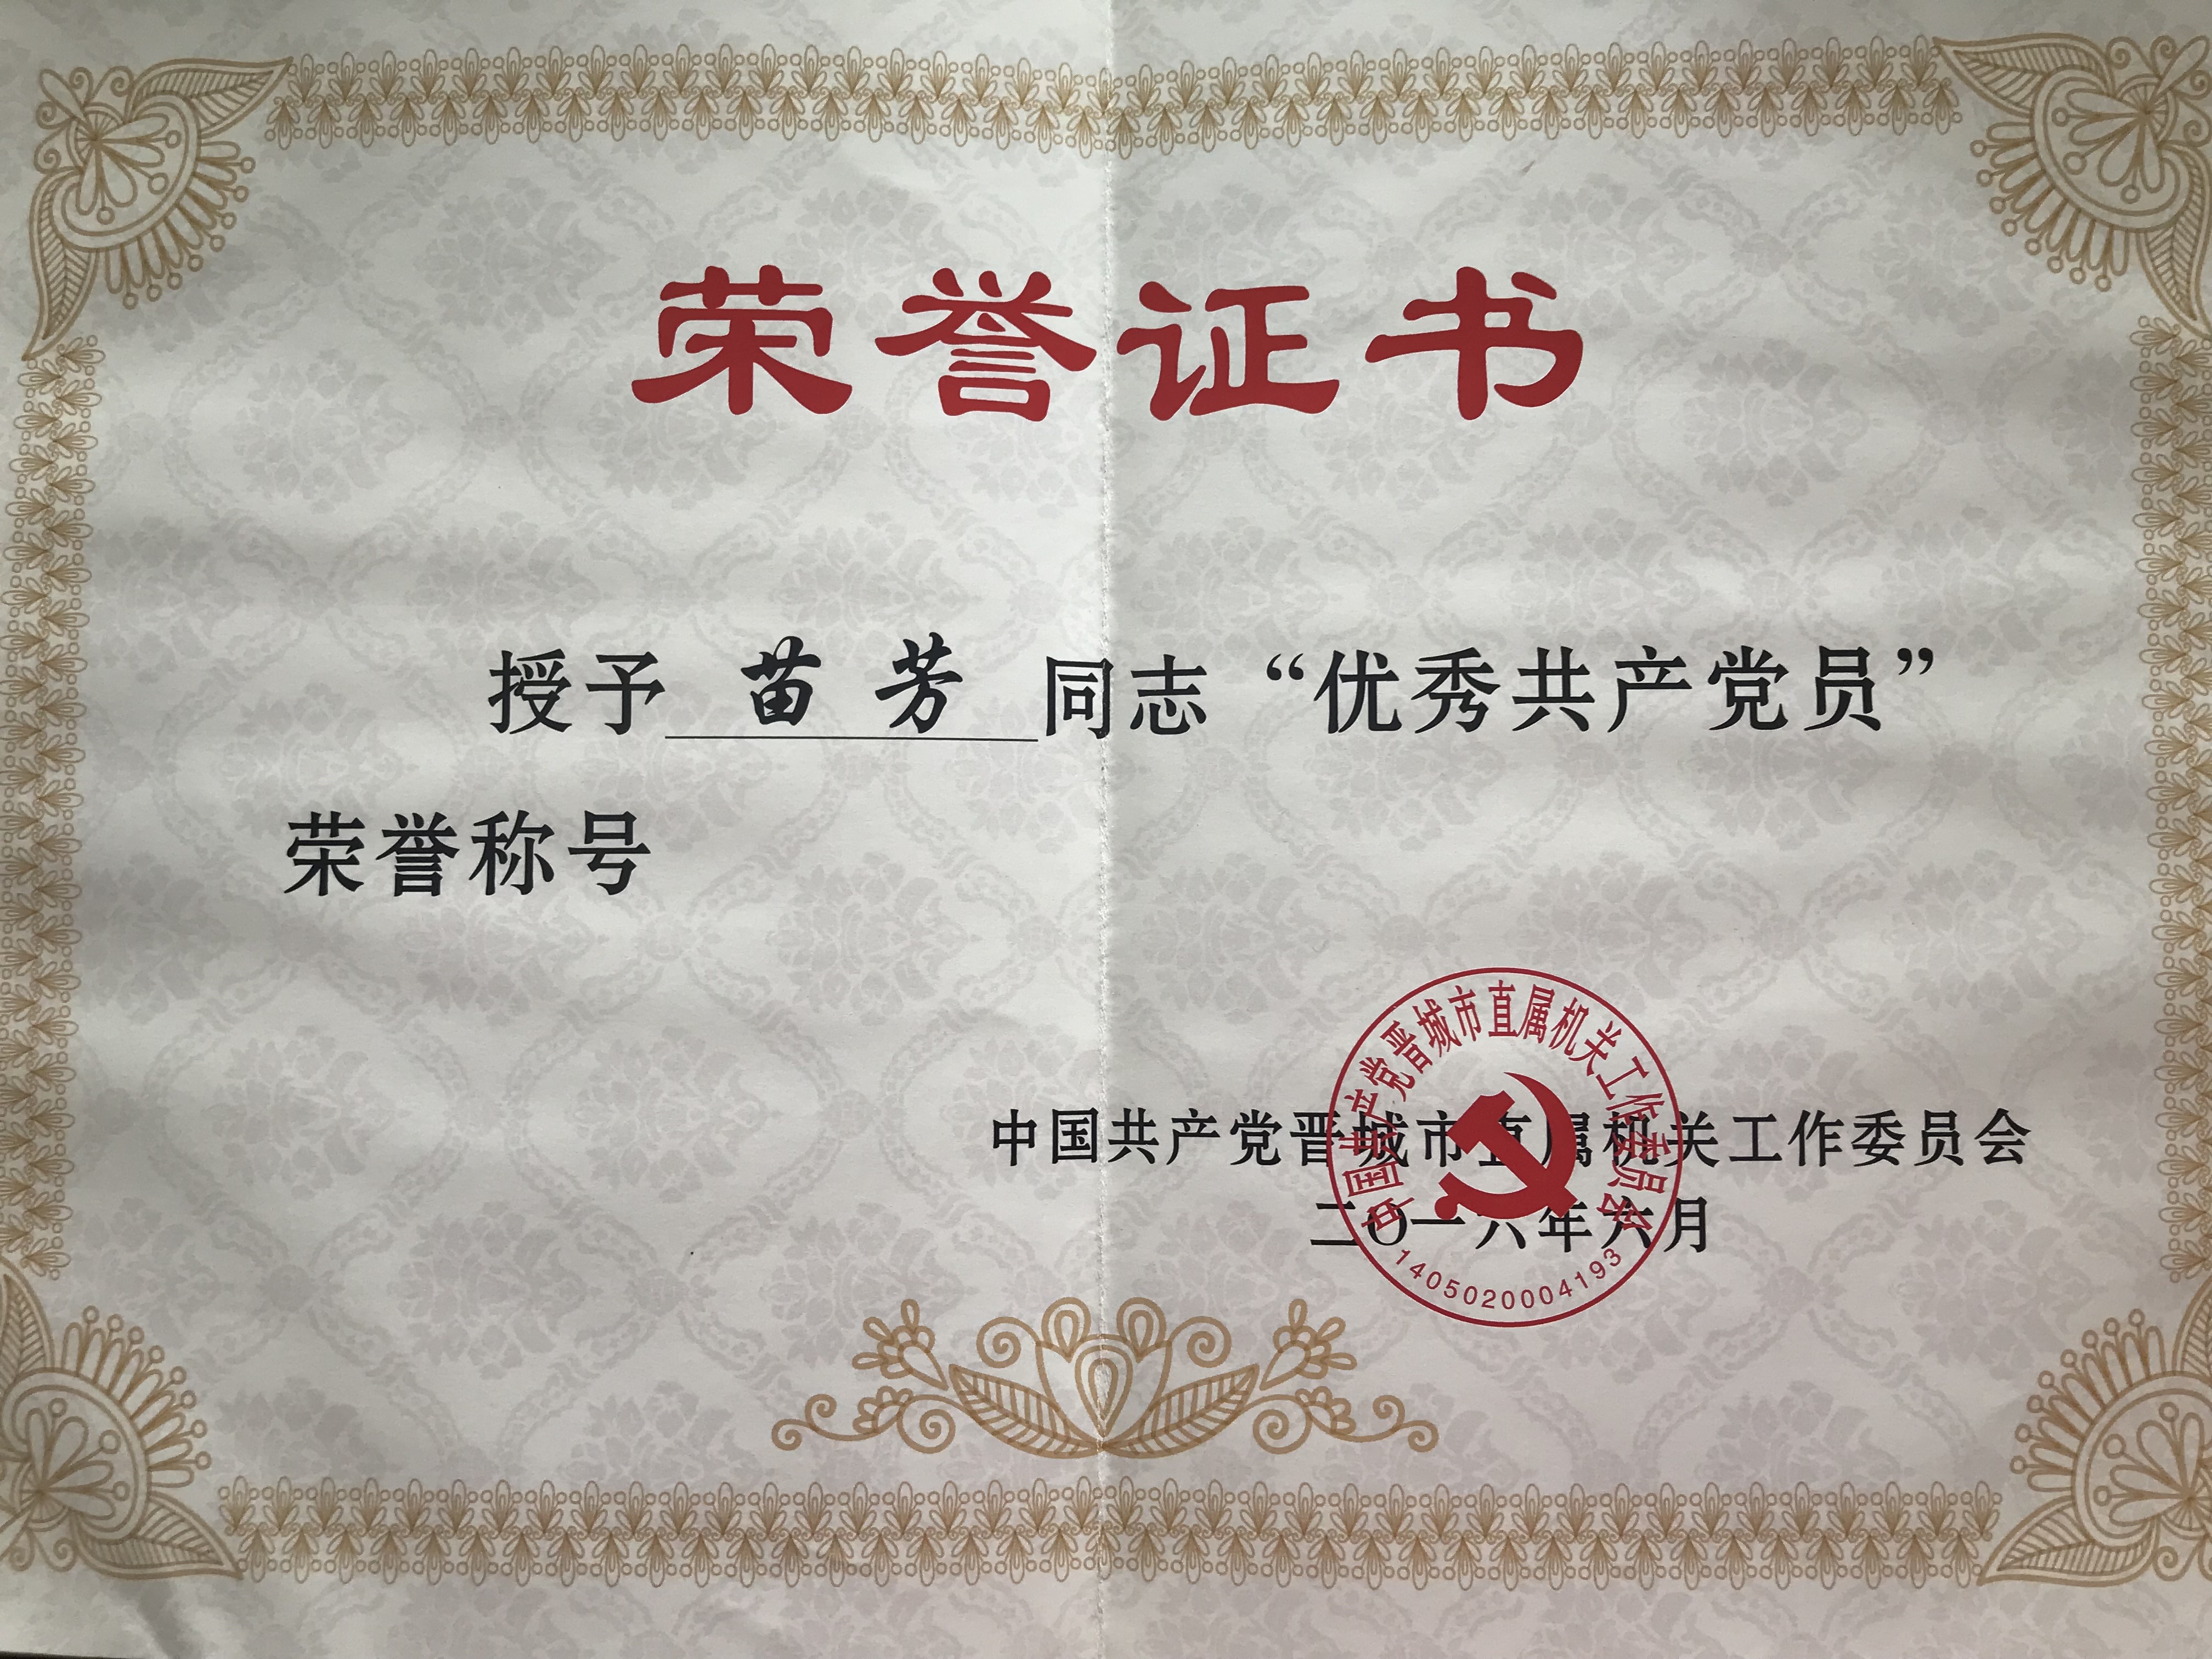 荣誉证书
授予 苗芳 同志“优秀共产党员”
荣誉称号
中国共产党晋城市直属机关工作委员会
二〇一六年六月
中国共产党晋城市直属机关工作委员会
1405020004193